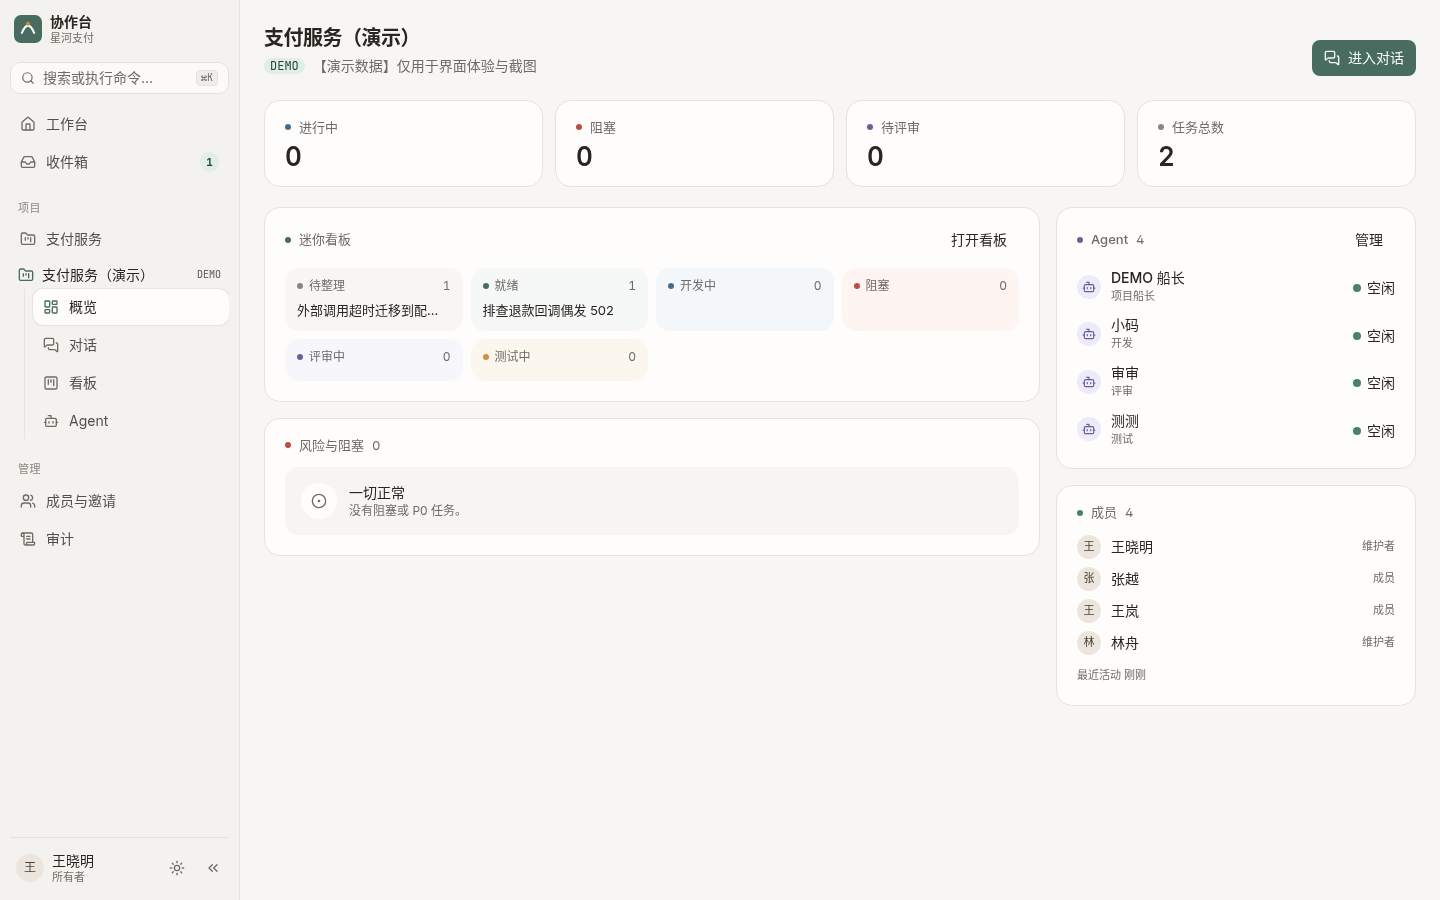 协作台
星河支付
搜索或执行命令...
⌘K
工作台
收件箱
1
项目
支付服务
支付服务（演示）
DEMO
概览
对话
看板
Agent
管理
成员与邀请
审计
王
王晓明
所有者
支付服务（演示）
DEMO 【演示数据】仅用于界面体验与截图
进入对话
进行中
0
阻塞
0
待评审
0
任务总数
2
迷你看板
打开看板
待整理 1
外部调用超时迁移到配...
就绪 1
排查退款回调偶发 502
开发中 0
阻塞 0
评审中 0
测试中 0
风险与阻塞 0
一切正常
没有阻塞或 P0 任务。
Agent 4
管理
DEMO 船长
项目船长
空闲
小码
开发
空闲
审审
评审
空闲
测测
测试
空闲
成员 4
王 王晓明 维护者
张 张越 成员
王 王岚 成员
林 林舟 维护者
最近活动 刚刚